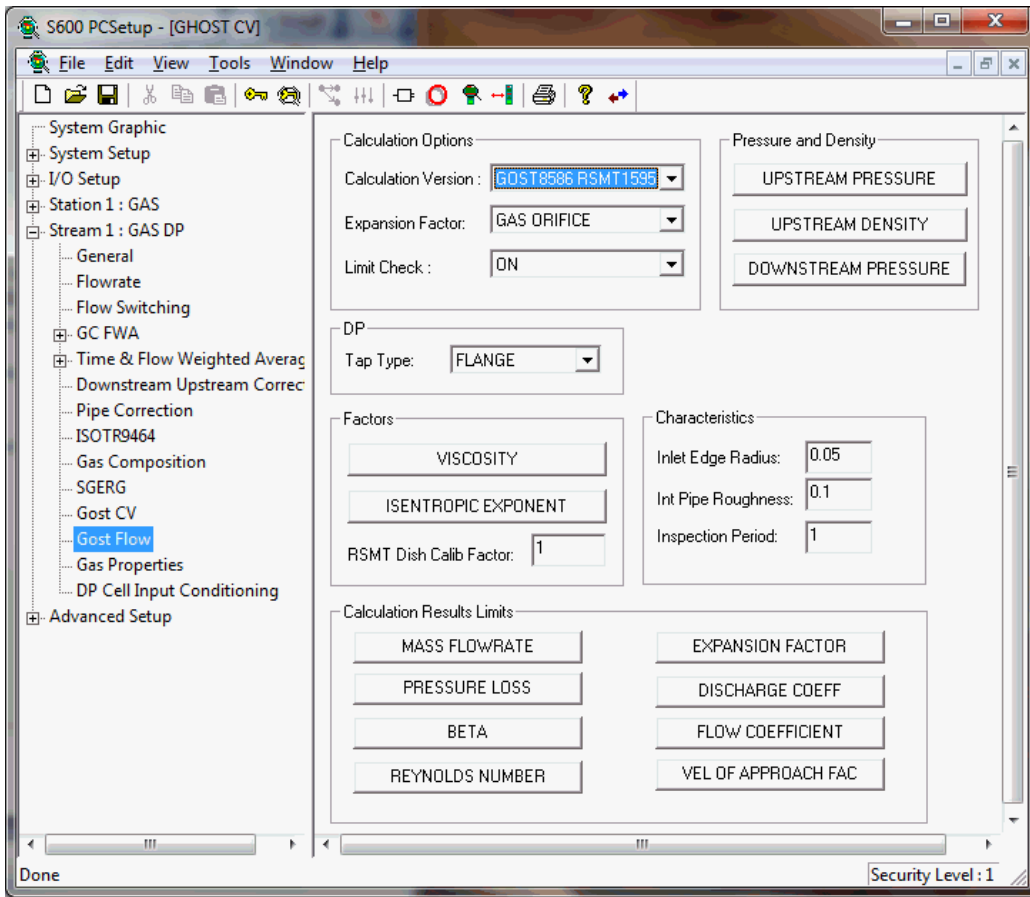 S600 PCSetup - [GHOST CV]
File Edit View Tools Window Help
System Graphic
System Setup
I/O Setup
Station 1 : GAS
Stream 1 : GAS DP
General
Flowrate
Flow Switching
GC FWA
Time & Flow Weighted Averag
Downstream Upstream Correc
Pipe Correction
ISOTR9464
Gas Composition
SGERG
Gost CV
Gost Flow
Gas Properties
DP Cell Input Conditioning
Advanced Setup
Calculation Options
Calculation Version : GOST8586 RSMT1595
Expansion Factor: GAS ORIFICE
Limit Check : ON
Pressure and Density
UPSTREAM PRESSURE
UPSTREAM DENSITY
DOWNSTREAM PRESSURE
DP
Tap Type: FLANGE
Factors
VISCOSITY
ISENTROPIC EXPONENT
RSMT Dish Calib Factor: 1
Characteristics
Inlet Edge Radius: 0.05
Int Pipe Roughness: 0.1
Inspection Period: 1
Calculation Results Limits
MASS FLOWRATE EXPANSION FACTOR
PRESSURE LOSS DISCHARGE COEFF
BETA FLOW COEFFICIENT
REYNOLDS NUMBER VEL OF APPROACH FAC
Done Security Level : 1